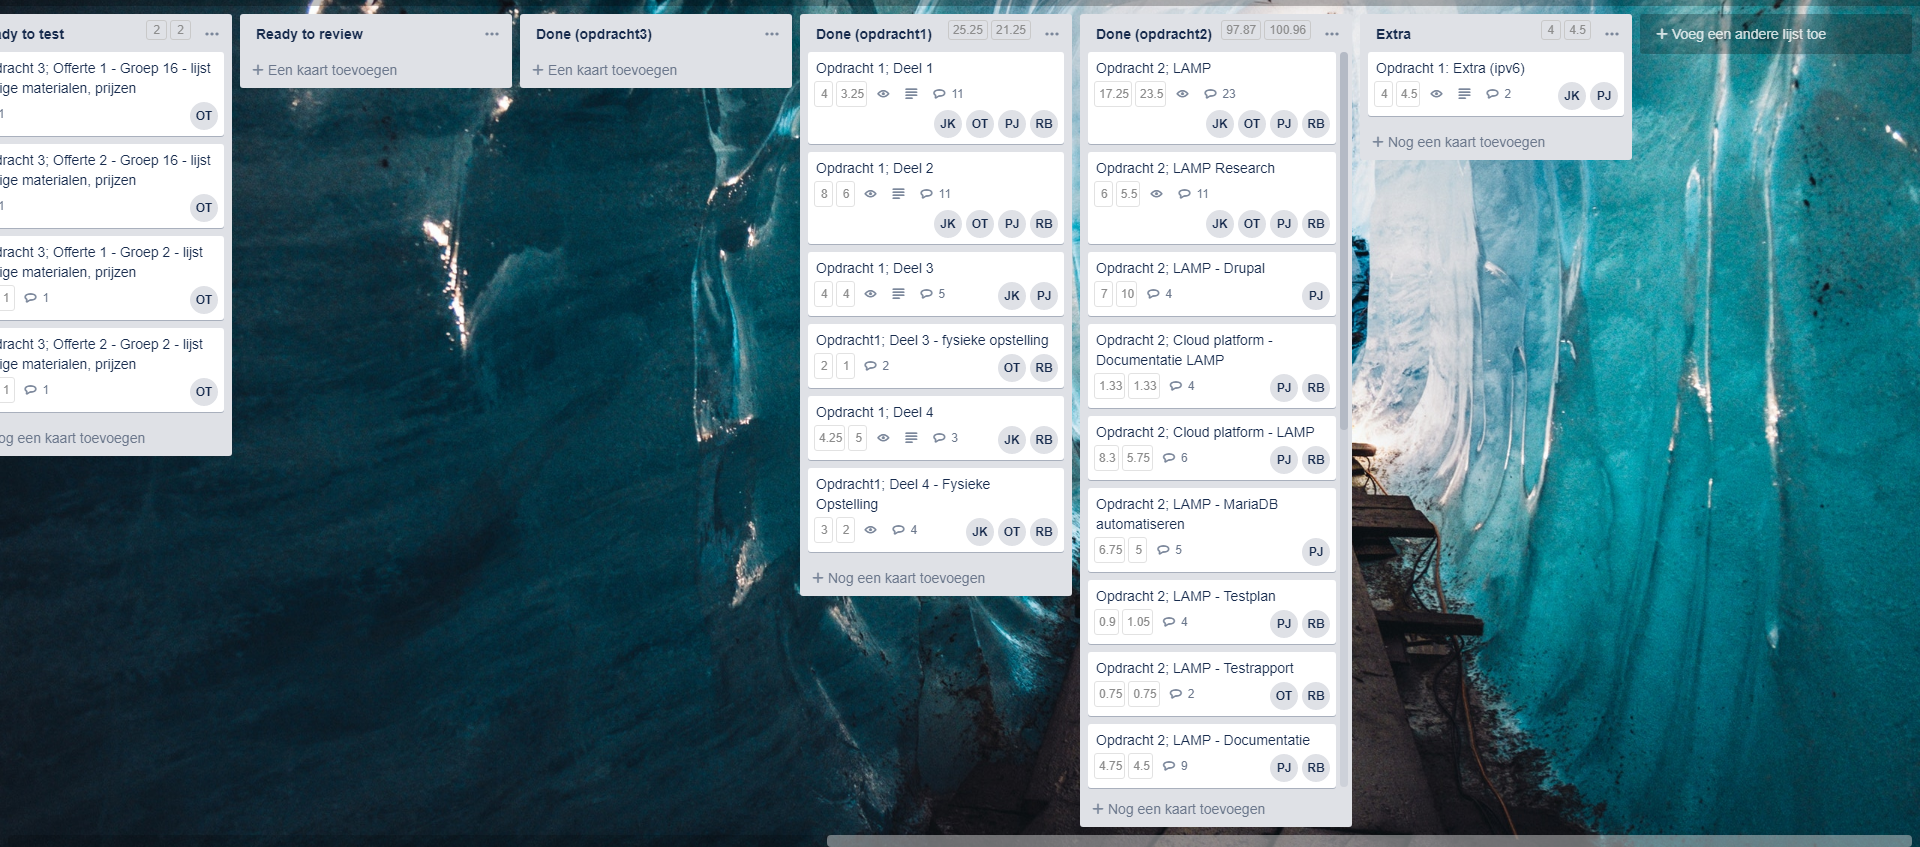 dy to test
2 2
dracht 3; Offerte 1 - Groep 16 - lijst
ige materialen, prijzen
1
OT
dracht 3; Offerte 2 - Groep 16 - lijst
ige materialen, prijzen
1
OT
dracht 3; Offerte 1 - Groep 2 - lijst
ige materialen, prijzen
1 1
OT
dracht 3; Offerte 2 - Groep 2 - lijst
ige materialen, prijzen
1 1
OT
og een kaart toevoegen
Ready to review
+ Een kaart toevoegen
Done (opdracht3)
+ Een kaart toevoegen
Done (opdracht1)
25.25 21.25
Opdracht 1; Deel 1
4 3.25 11
JK OT PJ RB
Opdracht 1; Deel 2
8 6 11
JK OT PJ RB
Opdracht 1; Deel 3
4 4 5
JK PJ
Opdracht1; Deel 3 - fysieke opstelling
2 1 2
OT RB
Opdracht 1; Deel 4
4.25 5 3
JK RB
Opdracht1; Deel 4 - Fysieke
Opstelling
3 2 4
JK OT RB
+ Nog een kaart toevoegen
Done (opdracht2)
97.87 100.96
Opdracht 2; LAMP
17.25 23.5 23
JK OT PJ RB
Opdracht 2; LAMP Research
6 5.5 11
JK OT PJ RB
Opdracht 2; LAMP - Drupal
7 10 4
PJ
Opdracht 2; Cloud platform -
Documentatie LAMP
1.33 1.33 4
PJ RB
Opdracht 2; Cloud platform - LAMP
8.3 5.75 6
PJ RB
Opdracht 2; LAMP - MariaDB
automatiseren
6.75 5 5
PJ
Opdracht 2; LAMP - Testplan
0.9 1.05 4
PJ RB
Opdracht 2; LAMP - Testrapport
0.75 0.75 2
OT RB
Opdracht 2; LAMP - Documentatie
4.75 4.5 9
PJ RB
+ Nog een kaart toevoegen
Extra
4 4.5
Opdracht 1: Extra (ipv6)
4 4.5 2
JK PJ
+ Nog een kaart toevoegen
+ Voeg een andere lijst toe